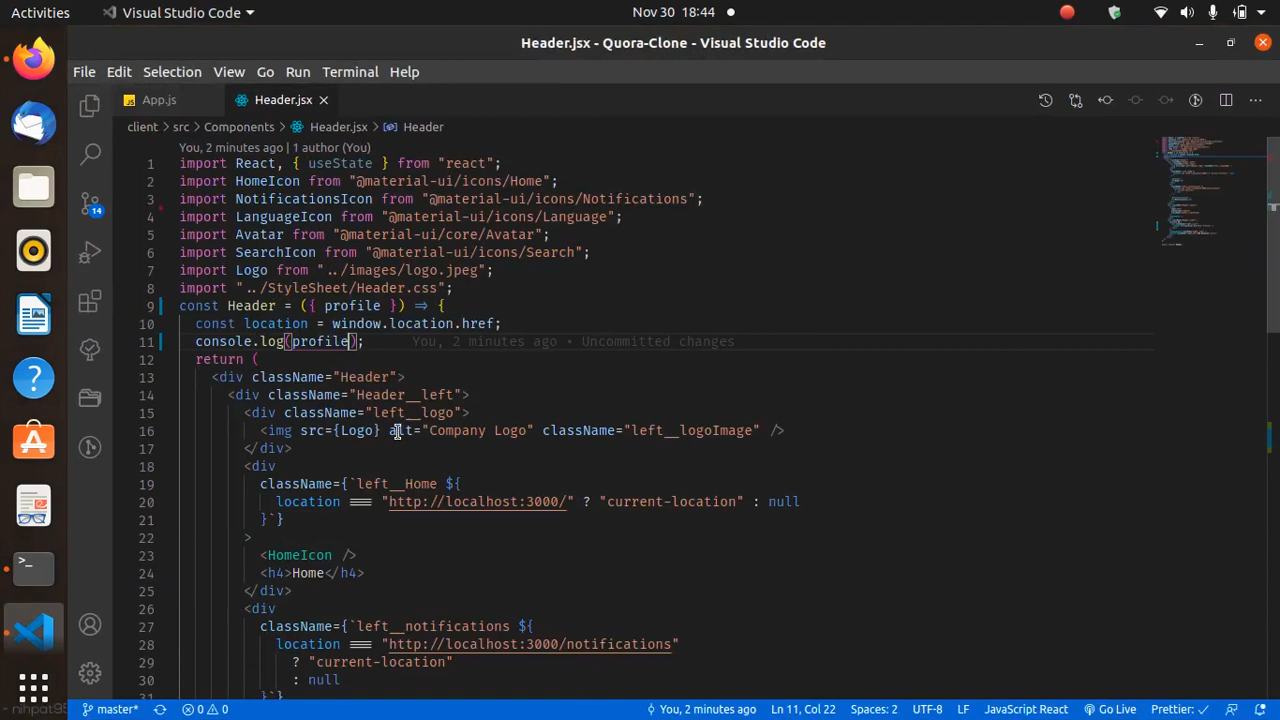 Activities
Visual Studio Code
Nov 30 18:44
Header.jsx - Quora-Clone - Visual Studio Code
File Edit Selection View Go Run Terminal Help
App.js
Header.jsx
client › src › Components › Header.jsx › Header
You, 2 minutes ago | 1 author (You)
1 import React, { useState } from "react";
2 import HomeIcon from "@material-ui/icons/Home";
3 import NotificationsIcon from "@material-ui/icons/Notifications";
4 import LanguageIcon from "@material-ui/icons/Language";
5 import Avatar from "@material-ui/core/Avatar";
6 import SearchIcon from "@material-ui/icons/Search";
7 import Logo from "../images/logo.jpeg";
8 import "../StyleSheet/Header.css";
9 const Header = ({ profile }) => {
10 const location = window.location.href;
11 console.log(profile); You, 2 minutes ago • Uncommitted changes
12 return (
13 <div className="Header">
14 <div className="Header__left">
15 <div className="left__logo">
16 <img src={Logo} alt="Company Logo" className="left__logoImage" />
17 </div>
18 <div
19 className={`left__Home ${
20 location === "http://localhost:3000/" ? "current-location" : null
21 }`}
22 >
23 <HomeIcon />
24 <h4>Home</h4>
25 </div>
26 <div
27 className={`left__notifications ${
28 location === "http://localhost:3000/notifications"
29 ? "current-location"
30 : null
31 }`}
14
master*
0 0
You, 2 minutes ago
Ln 11, Col 22
Spaces: 2
UTF-8
LF
JavaScript React
Go Live
Prettier: ✓